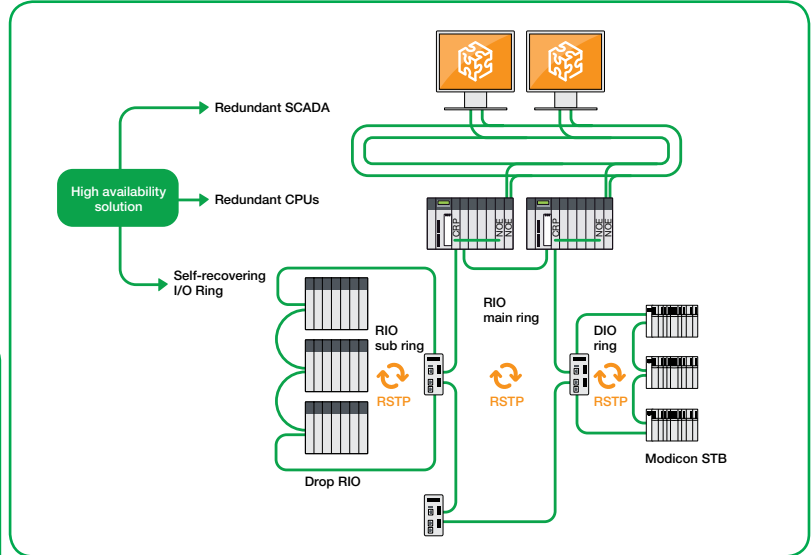 Redundant SCADA
High availability
solution
Redundant CPUs
Self-recovering
I/O Ring
CRP
NOE
NOE
CRP
NOE
NOE
RIO
main ring
RSTP
RIO
sub ring
RSTP
DIO
ring
RSTP
Drop RIO
Modicon STB